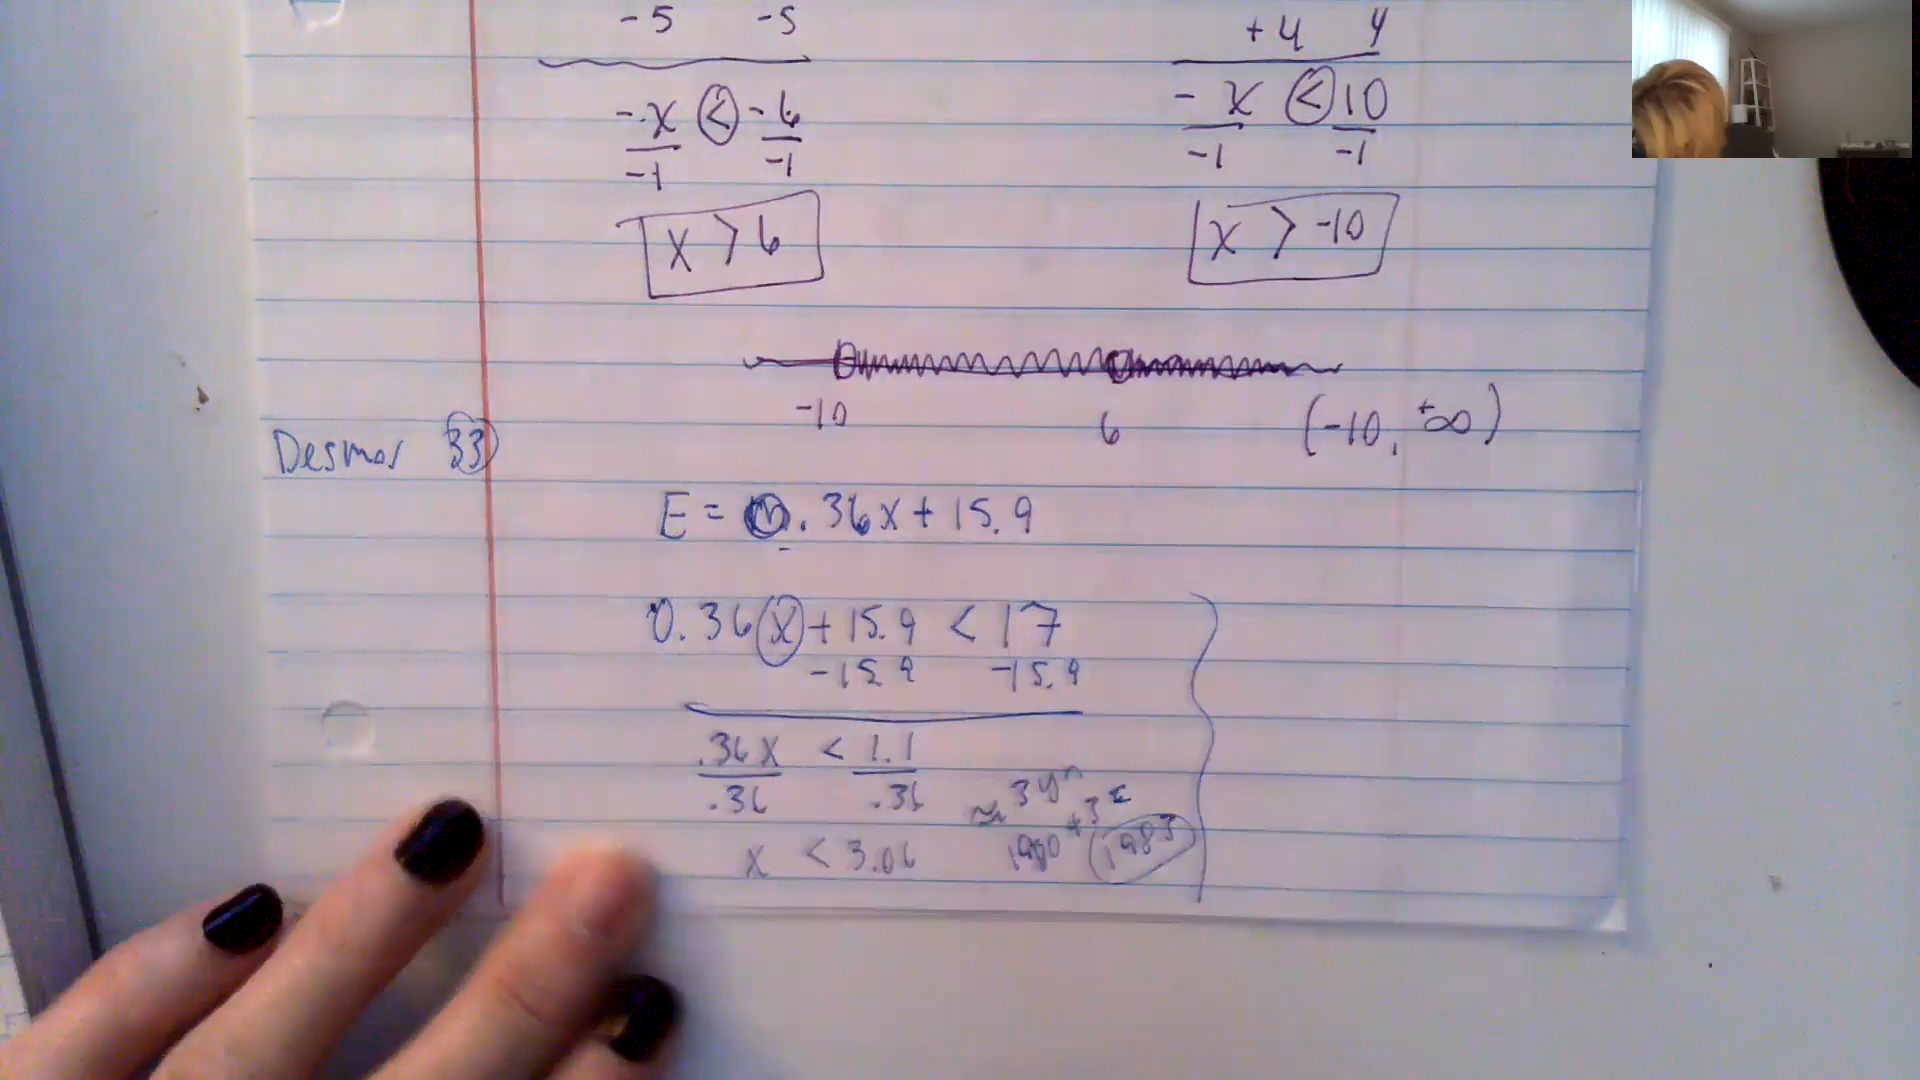 -5 -5 +4 4
-x < -6 -x < 10
-1 -1 -1 -1
x > 6 x > -10
-10 6 (-10, +∞)
Desmos 33
E = 0.36x + 15.9
0.36x + 15.9 < 17
-15.9 -15.9
.36x < 1.1
.36 .36 ≈ 3 yr
x < 3.06 1980 + 3 1983